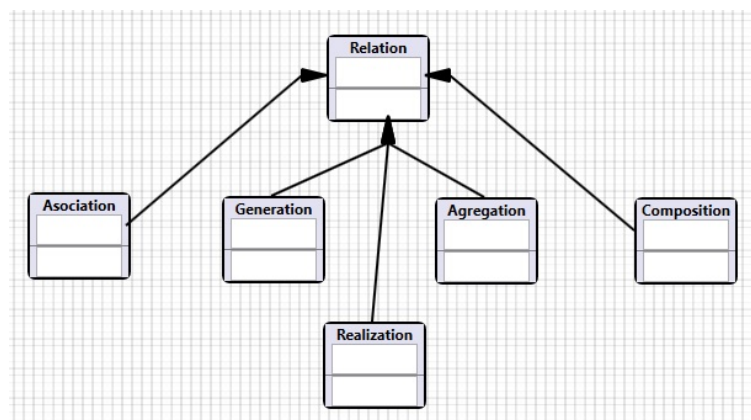 Relation
Asociation
Generation
Agregation
Composition
Realization